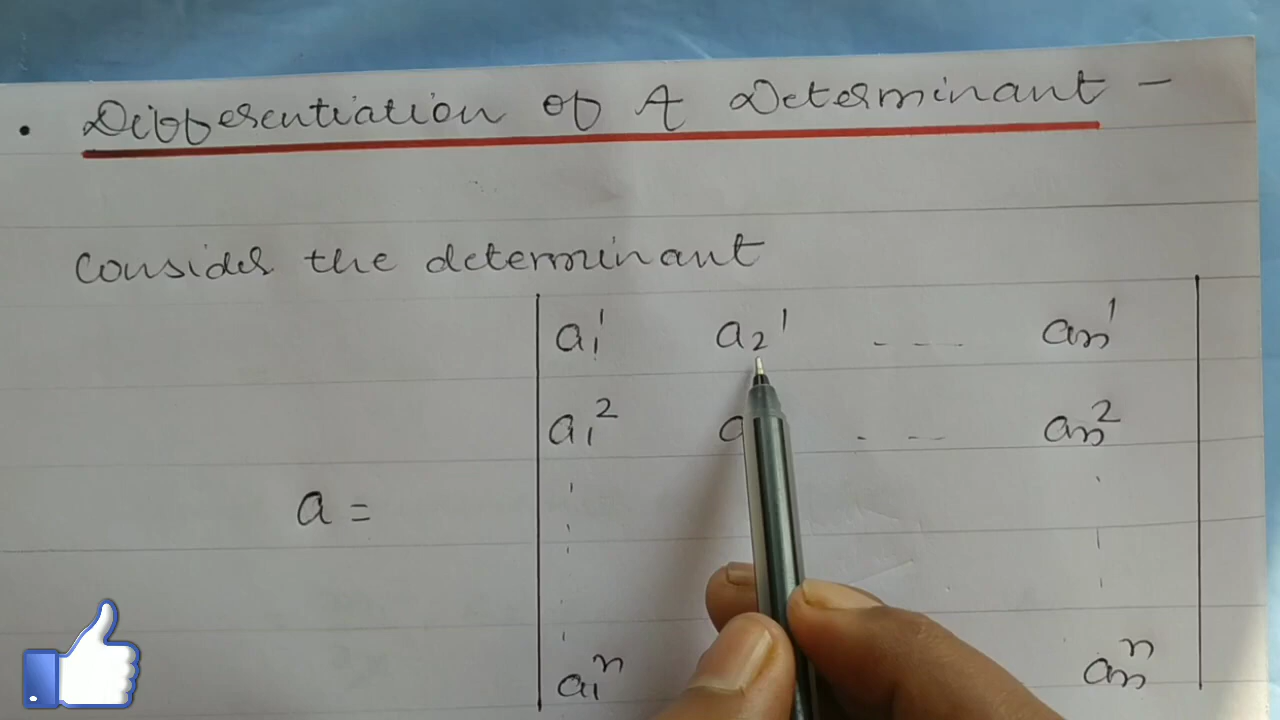 • Differentiation of A Determinant -
Consider the determinant
a₁¹ a₂¹ - - - aₙ¹
a₁² - - - aₙ²
a =
a₁ⁿ aₙⁿ